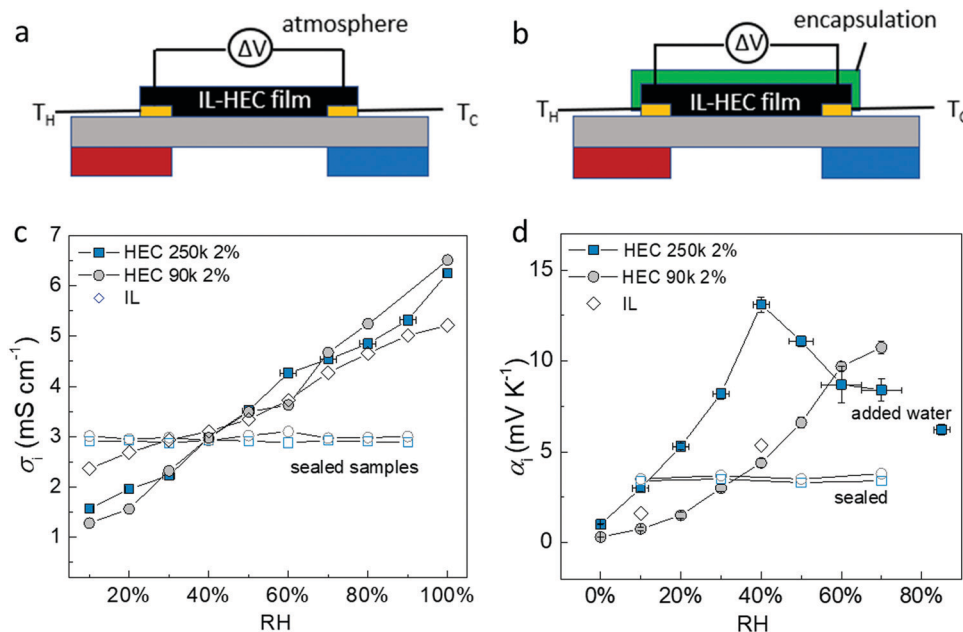 a
atmosphere
ΔV
IL-HEC film
T_H
T_C
b
encapsulation
ΔV
IL-HEC film
T_H
T_C
c
HEC 250k 2%
HEC 90k 2%
IL
sealed samples
σ_i (mS cm⁻¹)
7
6
5
4
3
2
1
20% 40% 60% 80% 100%
RH
d
HEC 250k 2%
HEC 90k 2%
IL
added water
sealed
α_i (mV K⁻¹)
15
10
5
0
0% 20% 40% 60% 80%
RH